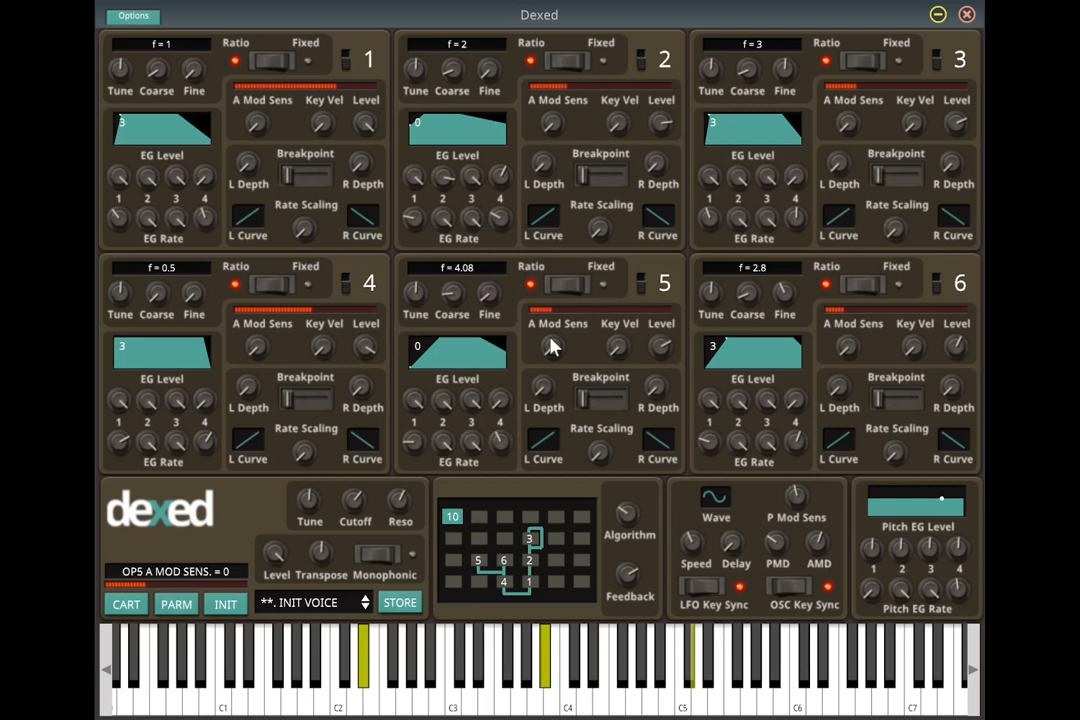 Options
Dexed
f = 1
Ratio
Fixed
1
Tune
Coarse
Fine
A Mod Sens
Key Vel
Level
3
EG Level
1
2
3
4
EG Rate
L Depth
Breakpoint
R Depth
Rate Scaling
L Curve
R Curve
f = 2
Ratio
Fixed
2
Tune
Coarse
Fine
A Mod Sens
Key Vel
Level
0
EG Level
1
2
3
4
EG Rate
L Depth
Breakpoint
R Depth
Rate Scaling
L Curve
R Curve
f = 3
Ratio
Fixed
3
Tune
Coarse
Fine
A Mod Sens
Key Vel
Level
3
EG Level
1
2
3
4
EG Rate
L Depth
Breakpoint
R Depth
Rate Scaling
L Curve
R Curve
f = 0.5
Ratio
Fixed
4
Tune
Coarse
Fine
A Mod Sens
Key Vel
Level
3
EG Level
1
2
3
4
EG Rate
L Depth
Breakpoint
R Depth
Rate Scaling
L Curve
R Curve
f = 4.08
Ratio
Fixed
5
Tune
Coarse
Fine
A Mod Sens
Key Vel
Level
0
EG Level
1
2
3
4
EG Rate
L Depth
Breakpoint
R Depth
Rate Scaling
L Curve
R Curve
f = 2.8
Ratio
Fixed
6
Tune
Coarse
Fine
A Mod Sens
Key Vel
Level
3
EG Level
1
2
3
4
EG Rate
L Depth
Breakpoint
R Depth
Rate Scaling
L Curve
R Curve
dexed
Tune
Cutoff
Reso
Level
Transpose
Monophonic
OP5 A MOD SENS. = 0
CART
PARM
INIT
**. INIT VOICE
STORE
10
3
5 6 2
4 1
Algorithm
Feedback
Wave
P Mod Sens
Speed
Delay
PMD
AMD
LFO Key Sync
OSC Key Sync
Pitch EG Level
1
2
3
4
Pitch EG Rate
C1
C2
C3
C4
C5
C6
C7